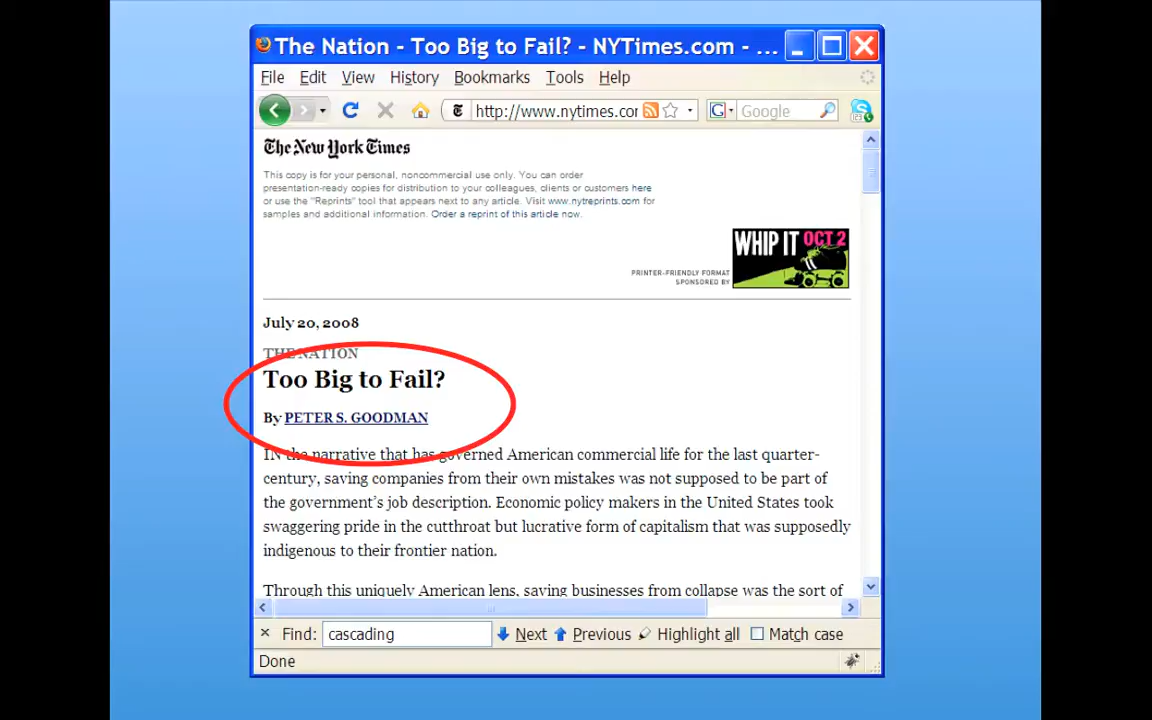 The Nation - Too Big to Fail? - NYTimes.com - ...
File Edit View History Bookmarks Tools Help
http://www.nytimes.cor G Google
The New York Times
This copy is for your personal, noncommercial use only. You can order
presentation-ready copies for distribution to your colleagues, clients or customers here
or use the "Reprints" tool that appears next to any article. Visit www.nytreprints.com for
samples and additional information. Order a reprint of this article now.
WHIP IT OCT 2
PRINTER-FRIENDLY FORMAT
SPONSORED BY
July 20, 2008
THE NATION
Too Big to Fail?
By PETER S. GOODMAN
IN the narrative that has governed American commercial life for the last quarter-
century, saving companies from their own mistakes was not supposed to be part of
the government's job description. Economic policy makers in the United States took
swaggering pride in the cutthroat but lucrative form of capitalism that was supposedly
indigenous to their frontier nation.
Through this uniquely American lens, saving businesses from collapse was the sort of
Find: cascading Next Previous Highlight all Match case
Done